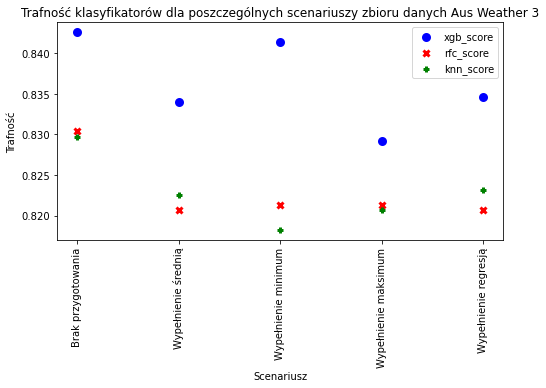 Trafność klasyfikatorów dla poszczególnych scenariuszy zbioru danych Aus Weather 3
xgb_score
rfc_score
knn_score
Trafność
0.840
0.835
0.830
0.825
0.820
Brak przygotowania
Wypełnienie średnią
Wypełnienie minimum
Wypełnienie maksimum
Wypełnienie regresją
Scenariusz